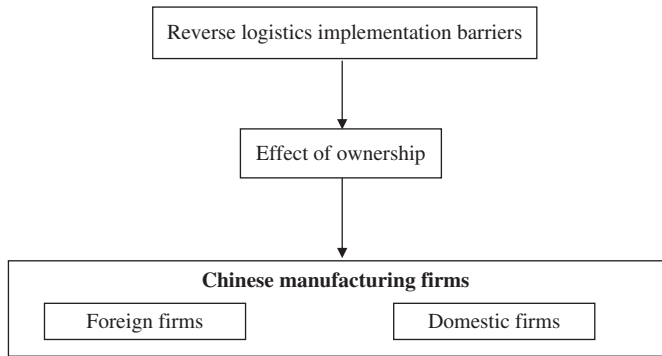 Reverse logistics implementation barriers
Effect of ownership
Chinese manufacturing firms
Foreign firms
Domestic firms